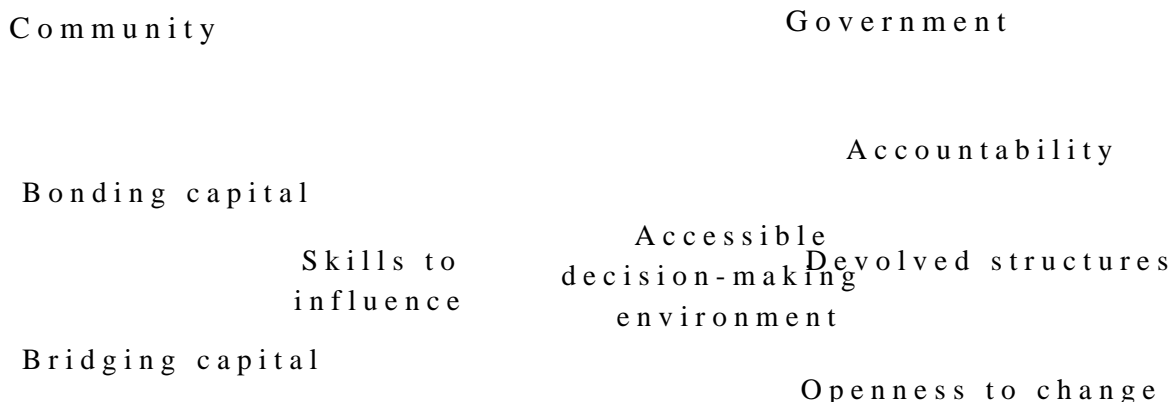 Community
Government
Accountability
Bonding capital
Skills to
influence
Accessible
decision-making
environment
Devolved structures
Bridging capital
Openness to change